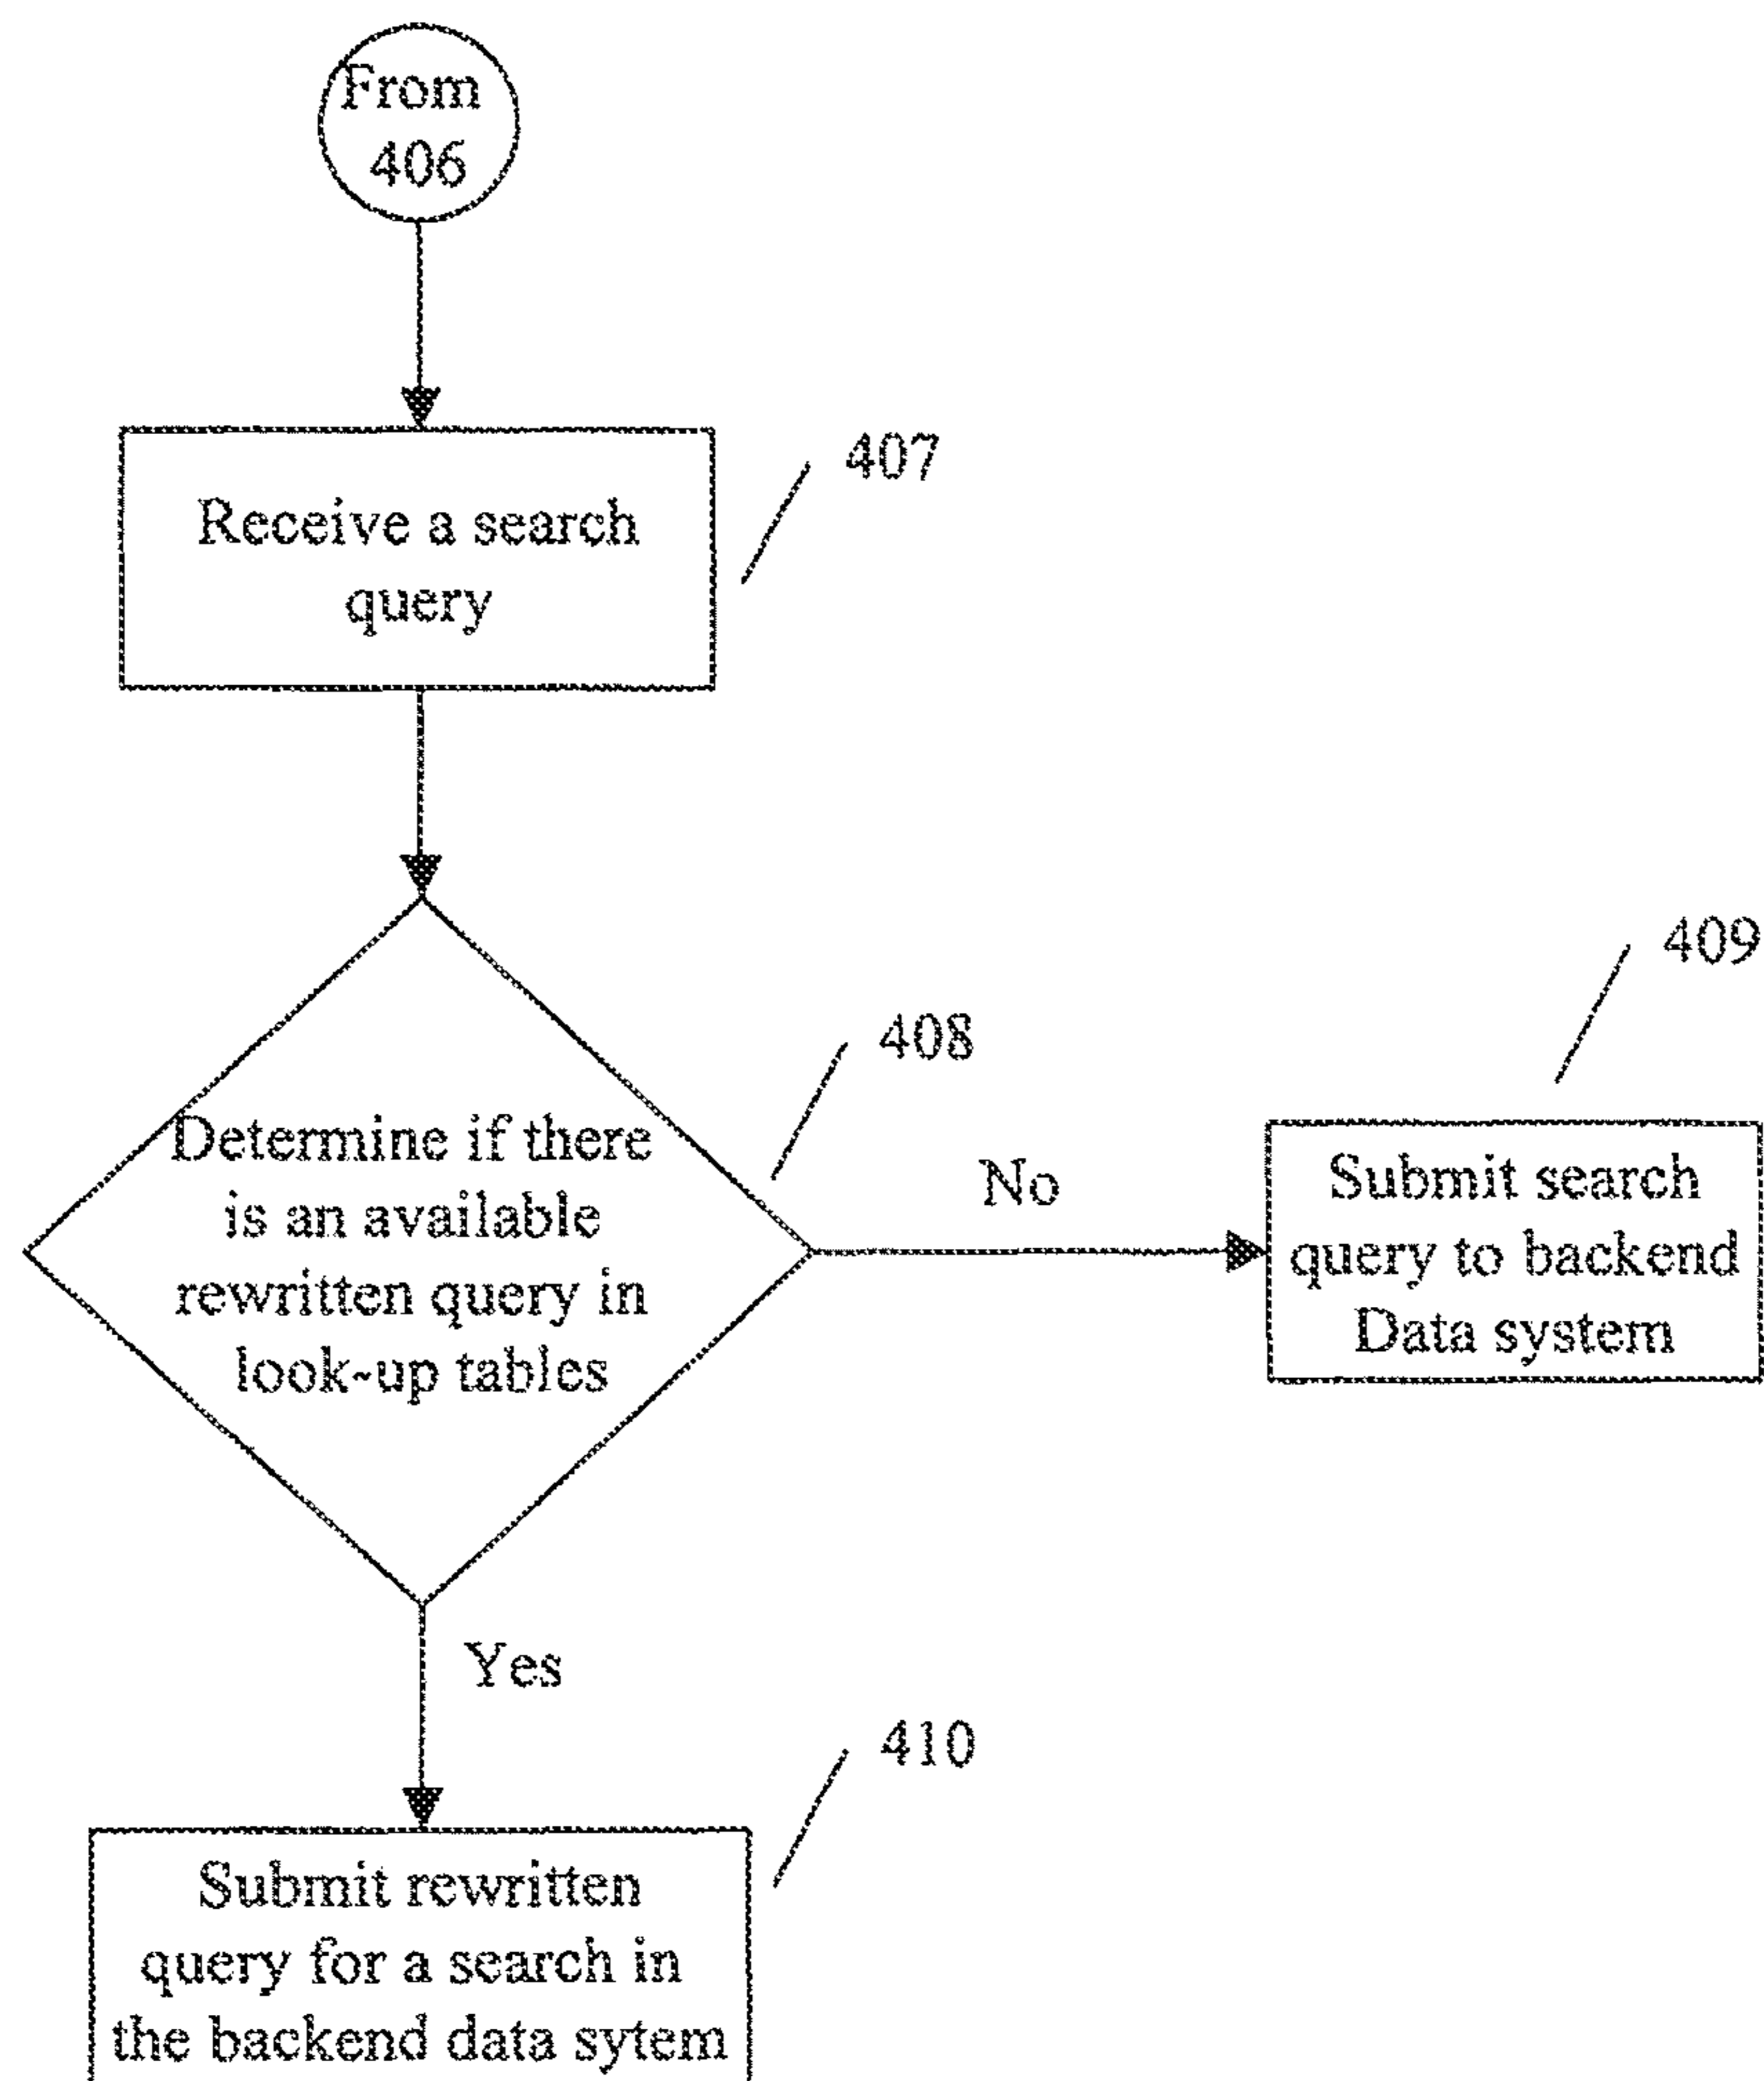 From
406
407
Receive a search
query
408
Determine if there
is an available
rewritten query in
look-up tables
No
409
Submit search
query to backend
Data system
Yes
410
Submit rewritten
query for a search in
the backend data sytem